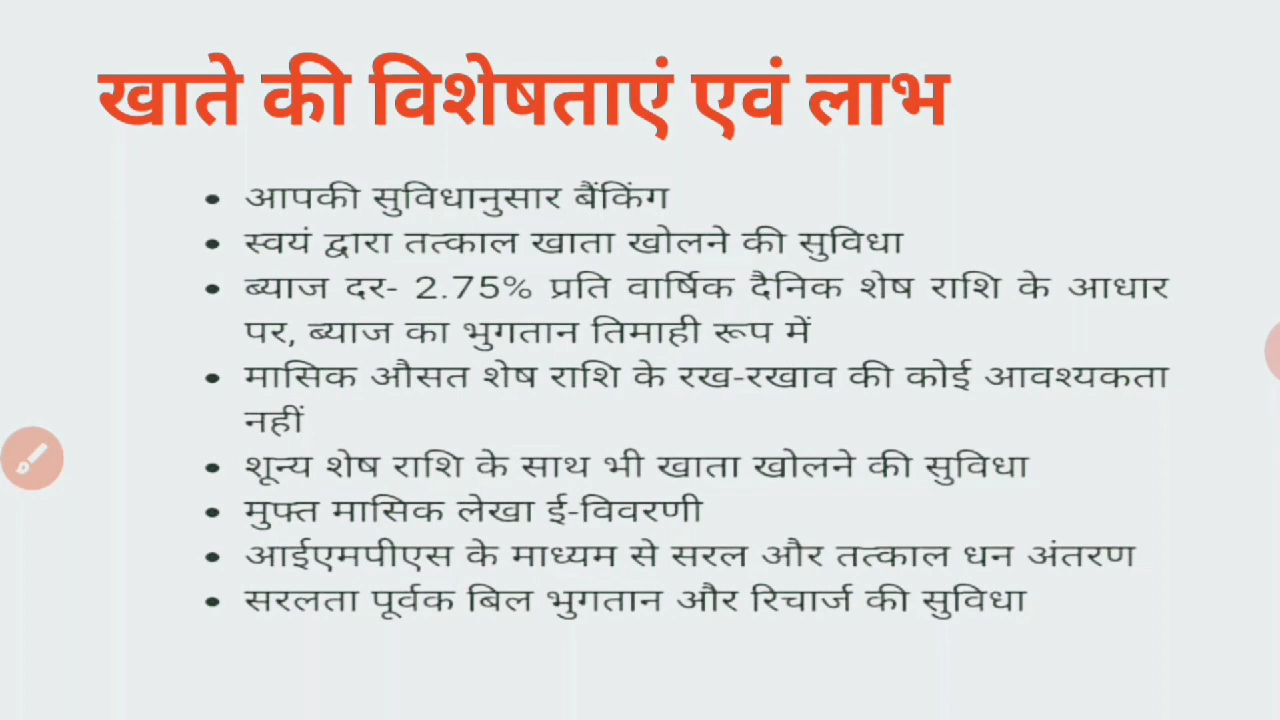 खाते की विशेषताएं एवं लाभ
• आपकी सुविधानुसार बैंकिंग
• स्वयं द्वारा तत्काल खाता खोलने की सुविधा
• ब्याज दर- 2.75% प्रति वार्षिक दैनिक शेष राशि के आधार
पर, ब्याज का भुगतान तिमाही रूप में
• मासिक औसत शेष राशि के रख-रखाव की कोई आवश्यकता
नहीं
• शून्य शेष राशि के साथ भी खाता खोलने की सुविधा
• मुफ्त मासिक लेखा ई-विवरणी
• आईएमपीएस के माध्यम से सरल और तत्काल धन अंतरण
• सरलता पूर्वक बिल भुगतान और रिचार्ज की सुविधा